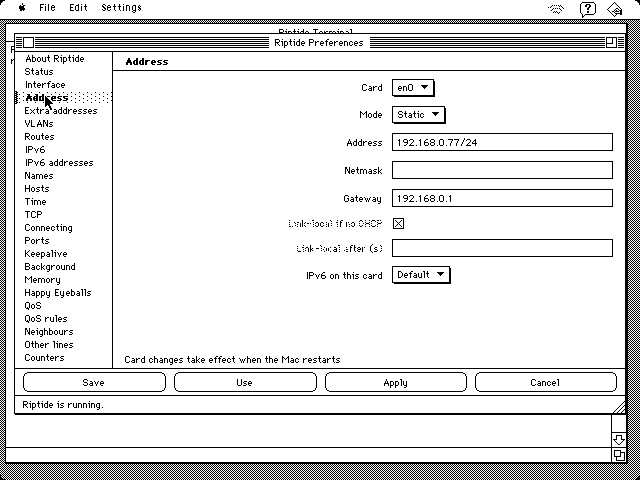 File Edit Settings
Riptide Terminal
Riptide Preferences
About Riptide
Status
Interface
Address
Extra addresses
VLANs
Routes
IPv6
IPv6 addresses
Names
Hosts
Time
TCP
Connecting
Ports
Keepalive
Background
Memory
Happy Eyeballs
QoS
QoS rules
Neighbours
Other lines
Counters
Address
Card en0
Mode Static
Address 192.168.0.77/24
Netmask
Gateway 192.168.0.1
Link-local if no DHCP
Link-local after (s)
IPv6 on this card Default
Card changes take effect when the Mac restarts
Save Use Apply Cancel
Riptide is running.